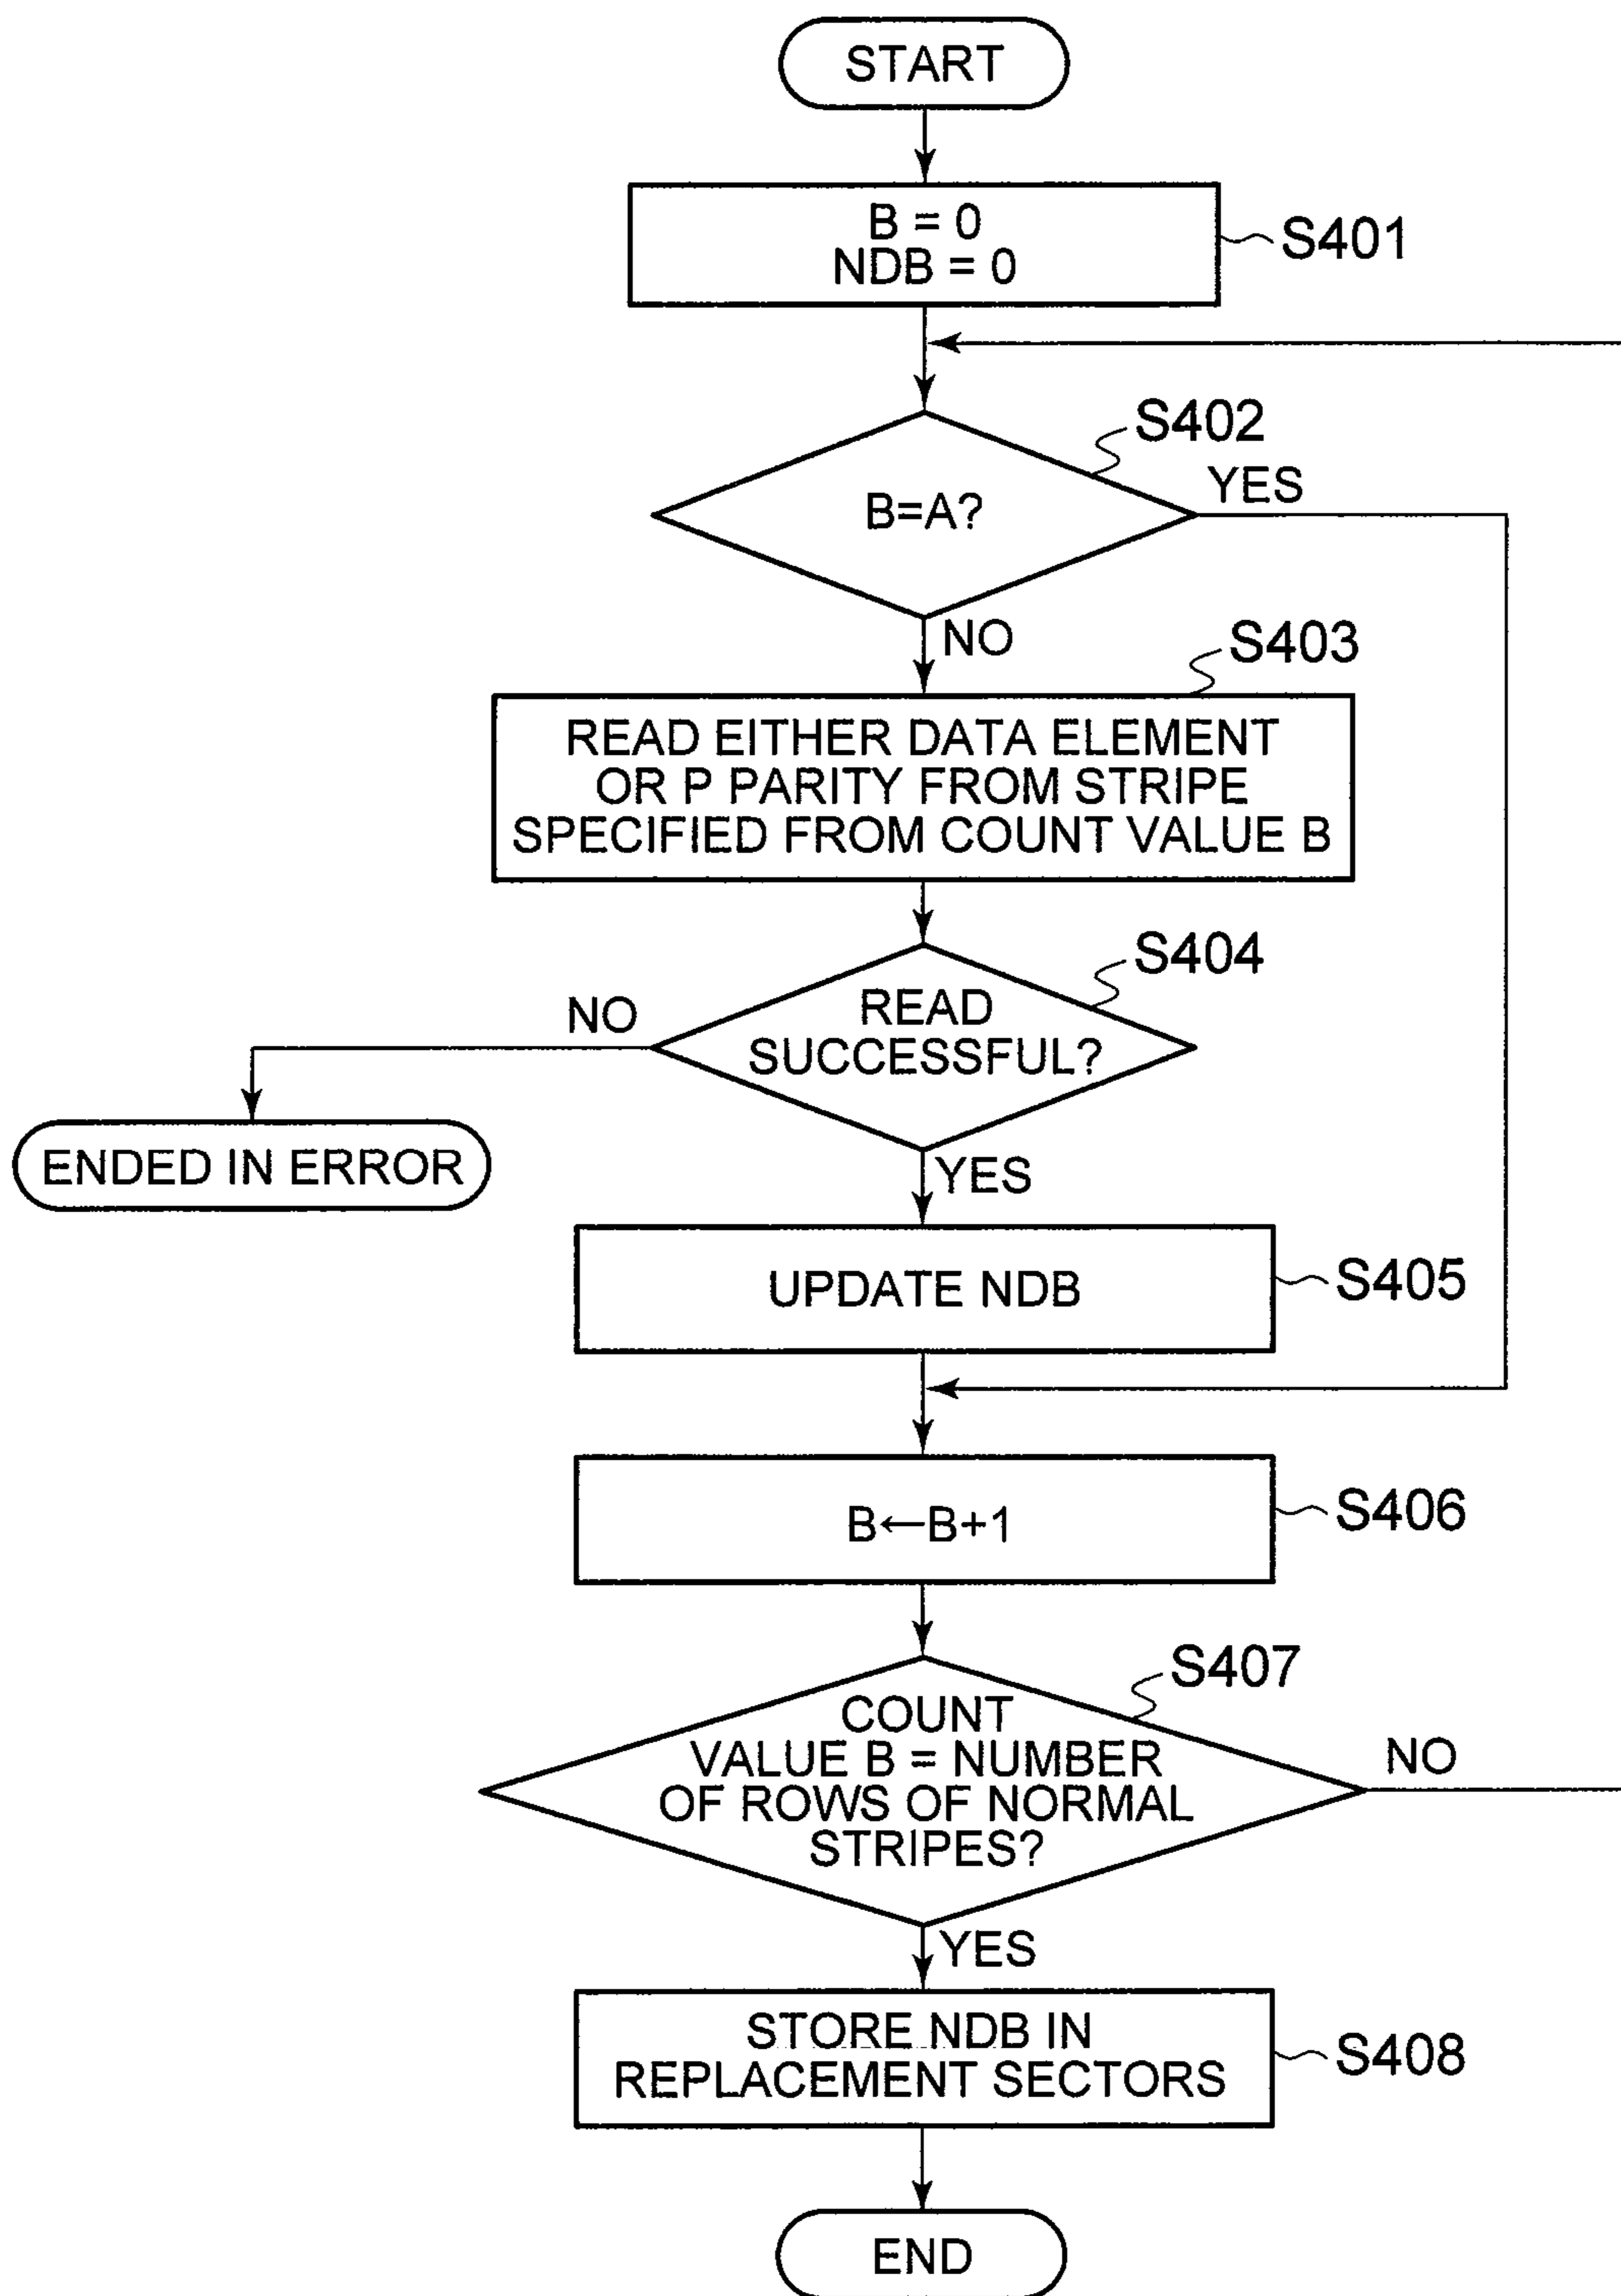 START
B = 0
NDB = 0
S401
S402
B=A?
YES
NO
S403
READ EITHER DATA ELEMENT
OR P PARITY FROM STRIPE
SPECIFIED FROM COUNT VALUE B
S404
NO
READ
SUCCESSFUL?
ENDED IN ERROR
YES
UPDATE NDB
S405
B←B+1
S406
S407
COUNT
VALUE B = NUMBER
OF ROWS OF NORMAL
STRIPES?
NO
YES
STORE NDB IN
REPLACEMENT SECTORS
S408
END